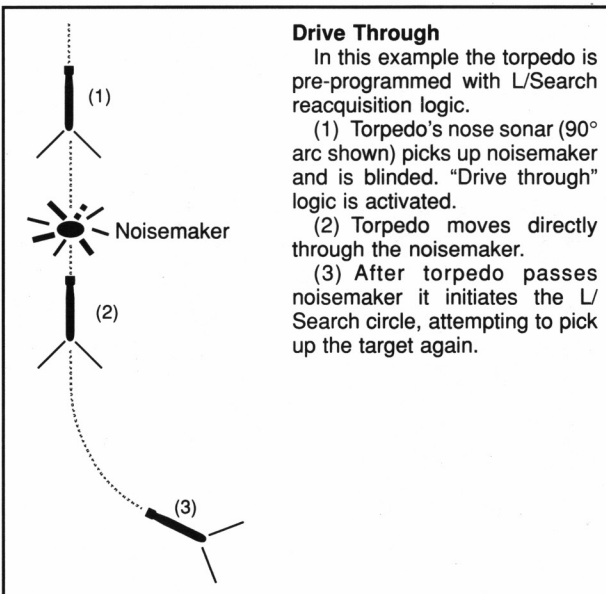 Drive Through
In this example the torpedo is
pre-programmed with L/Search
reacquisition logic.
(1) Torpedo's nose sonar (90°
arc shown) picks up noisemaker
and is blinded. “Drive through”
logic is activated.
(2) Torpedo moves directly
through the noisemaker.
(3) After torpedo passes
noisemaker it initiates the L/
Search circle, attempting to pick
up the target again.
(1)
Noisemaker
(2)
(3)